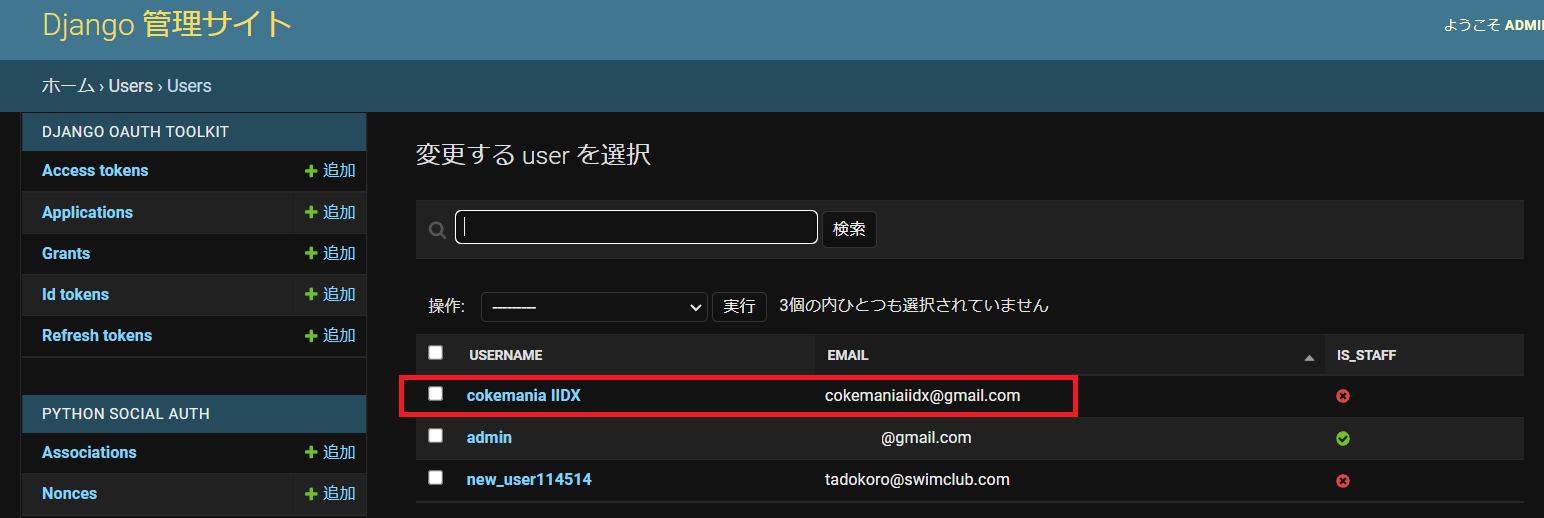 Django 管理サイト
ようこそ ADMI
ホーム › Users › Users
DJANGO OAUTH TOOLKIT
Access tokens 追加
Applications 追加
Grants 追加
Id tokens 追加
Refresh tokens 追加
PYTHON SOCIAL AUTH
Associations 追加
Nonces 追加
変更する user を選択
検索
操作: --------- 実行 3個の内ひとつも選択されていません
USERNAME EMAIL IS_STAFF
cokemania IIDX cokemaniaiidx@gmail.com
admin @gmail.com
new_user114514 tadokoro@swimclub.com